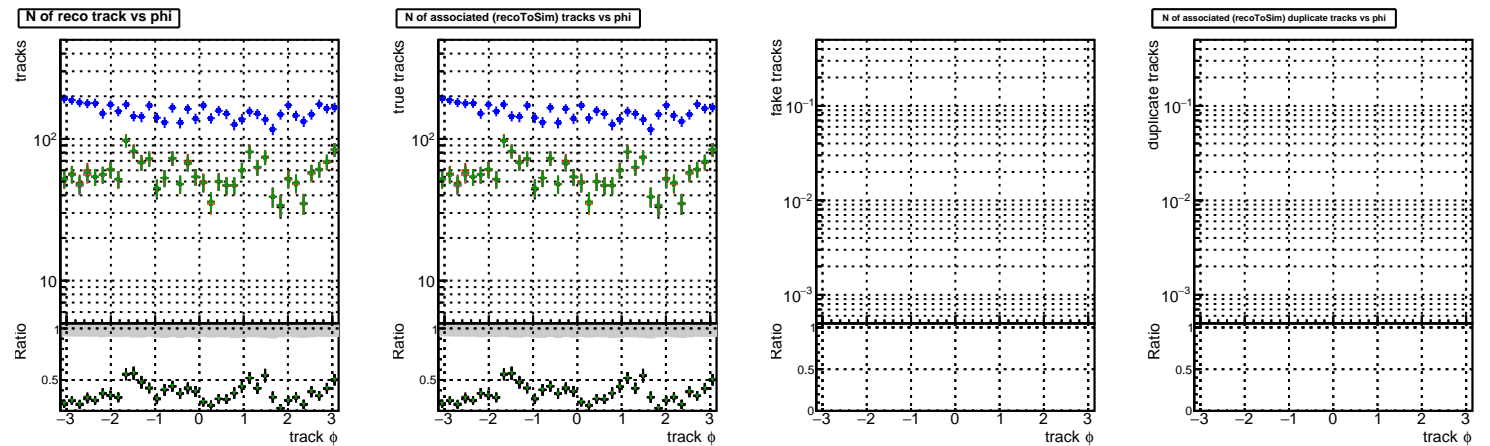 N of reco track vs phi
tracks
10²
10
Ratio
1
0.5
−3 −2 −1 0 1 2 3
track ϕ
N of associated (recoToSim) tracks vs phi
true tracks
10²
10
Ratio
1
0.5
−3 −2 −1 0 1 2 3
track ϕ
fake tracks
10⁻¹
10⁻²
10⁻³
Ratio
1
0.5
0
−3 −2 −1 0 1 2 3
track ϕ
N of associated (recoToSim) duplicate tracks vs phi
duplicate tracks
10⁻¹
10⁻²
10⁻³
Ratio
1
0.5
0
−3 −2 −1 0 1 2 3
track ϕ